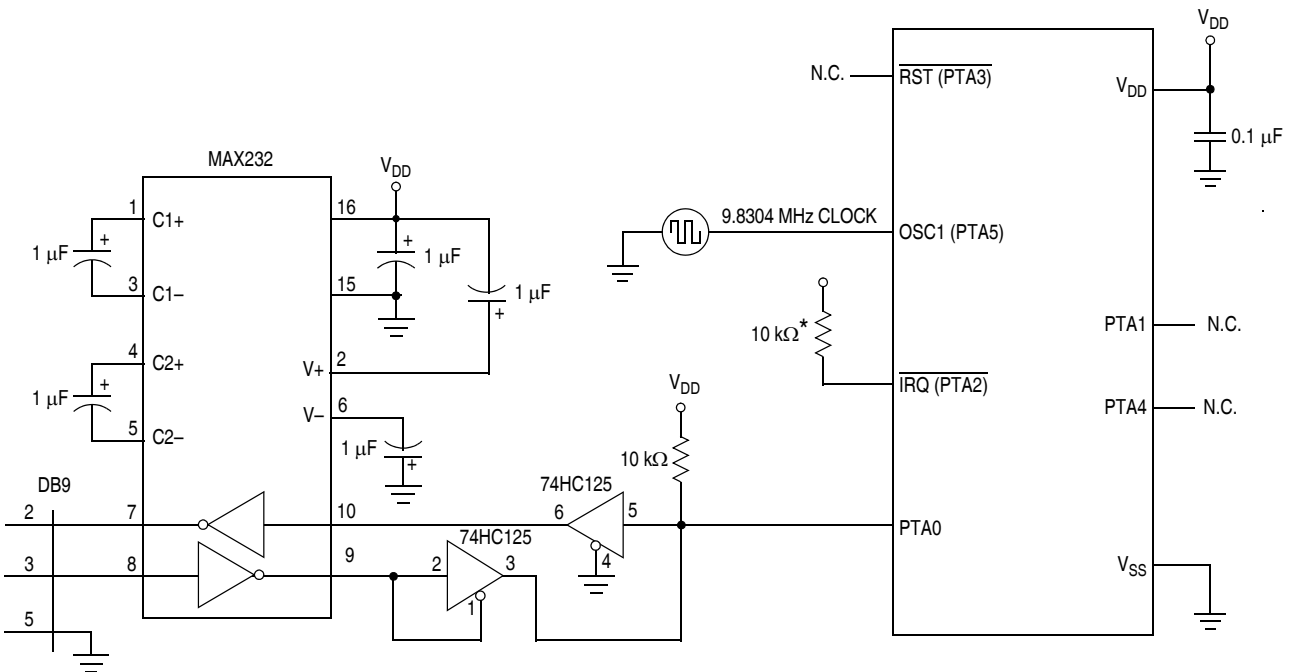 V_DD
N.C.
RST (PTA3)
V_DD
0.1 µF
MAX232
V_DD
1
C1+
16
9.8304 MHz CLOCK
OSC1 (PTA5)
+
1 µF
+
1 µF
3
C1–
15
1 µF
+
10 kΩ*
PTA1
N.C.
4
C2+
V+
2
IRQ (PTA2)
V_DD
+
1 µF
V–
6
PTA4
N.C.
5
C2–
1 µF
+
10 kΩ
DB9
74HC125
2
7
10
6
5
PTA0
74HC125
4
3
8
9
2
3
V_SS
1
5